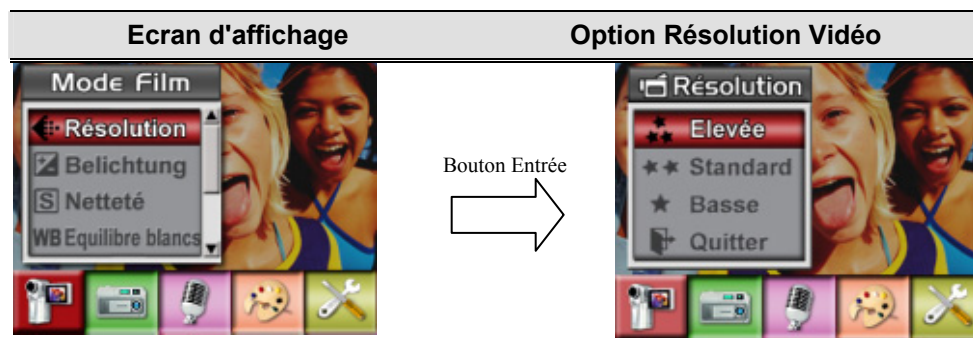 Ecran d'affichage
Option Résolution Vidéo
Mode Film
Résolution
Belichtung
S Netteté
WB Equilibre blancs
Bouton Entrée
Résolution
Elevée
Standard
Basse
Quitter